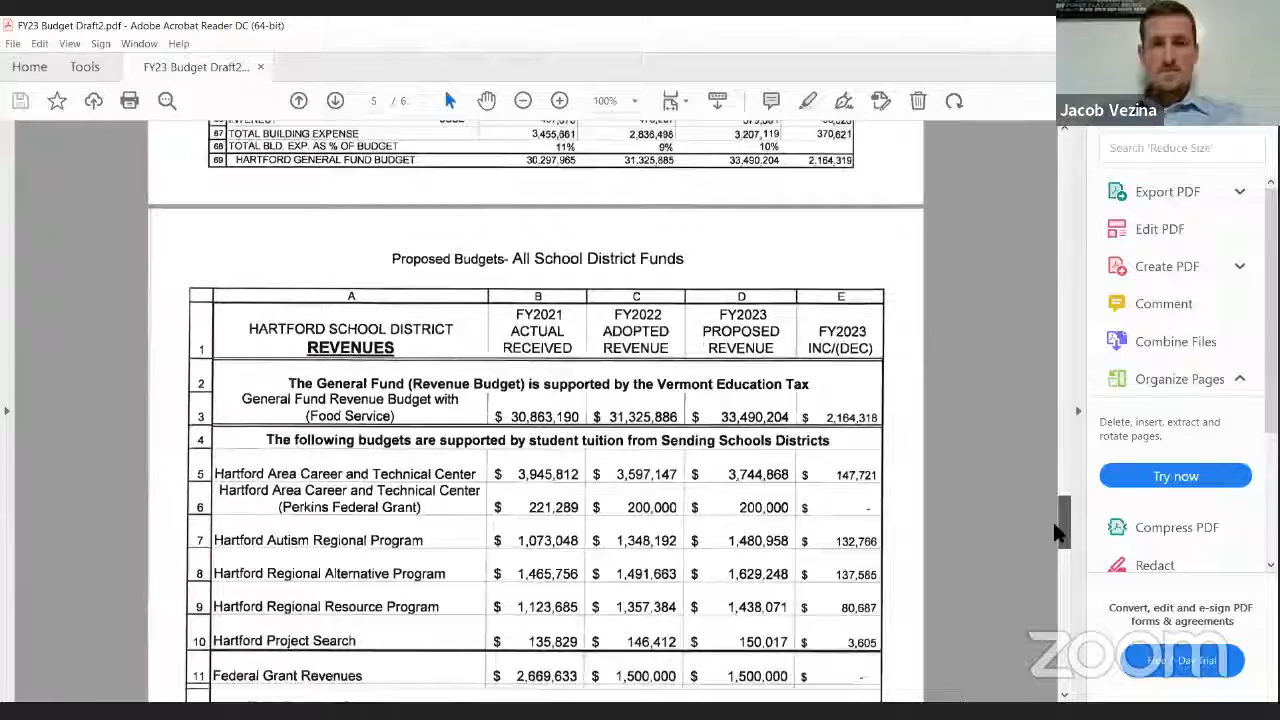 FY23 Budget Draft2.pdf - Adobe Acrobat Reader DC (64-bit)
File Edit View Sign Window Help
Home Tools FY23 Budget Draft2... ×
5 / 6 100%
Jacob Vezina
67 TOTAL BUILDING EXPENSE 3,455,661 2,836,498 3,207,119 370,621
68 TOTAL BLD. EXP. AS % OF BUDGET 11% 9% 10%
69 HARTFORD GENERAL FUND BUDGET 30,297,965 31,325,885 33,490,204 2,164,319
Proposed Budgets- All School District Funds
A B C D E
1 HARTFORD SCHOOL DISTRICT REVENUES FY2021 ACTUAL RECEIVED FY2022 ADOPTED REVENUE FY2023 PROPOSED REVENUE FY2023 INC/(DEC)
2 The General Fund (Revenue Budget) is supported by the Vermont Education Tax
3 General Fund Revenue Budget with (Food Service) $ 30,863,190 $ 31,325,886 $ 33,490,204 $ 2,164,318
4 The following budgets are supported by student tuition from Sending Schools Districts
5 Hartford Area Career and Technical Center $ 3,945,812 $ 3,597,147 $ 3,744,868 $ 147,721
6 Hartford Area Career and Technical Center (Perkins Federal Grant) $ 221,289 $ 200,000 $ 200,000 $ -
7 Hartford Autism Regional Program $ 1,073,048 $ 1,348,192 $ 1,480,958 $ 132,766
8 Hartford Regional Alternative Program $ 1,465,756 $ 1,491,663 $ 1,629,248 $ 137,585
9 Hartford Regional Resource Program $ 1,123,685 $ 1,357,384 $ 1,438,071 $ 80,687
10 Hartford Project Search $ 135,829 $ 146,412 $ 150,017 $ 3,605
11 Federal Grant Revenues $ 2,669,633 $ 1,500,000 $ 1,500,000 $ -
Search 'Reduce Size'
Export PDF
Edit PDF
Create PDF
Comment
Combine Files
Organize Pages
Delete, insert, extract and
rotate pages.
Try now
Compress PDF
Redact
Convert, edit and e-sign PDF
forms & agreements
Free 7-Day Trial
zoom